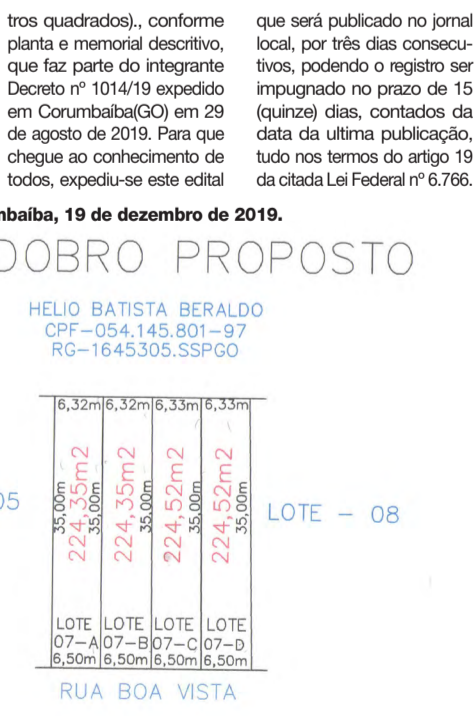 tros quadrados)., conforme
planta e memorial descritivo,
que faz parte do integrante
Decreto nº 1014/19 expedido
em Corumbaíba(GO) em 29
de agosto de 2019. Para que
chegue ao conhecimento de
todos, expediu-se este edital
que será publicado no jornal
local, por três dias consecu-
tivos, podendo o registro ser
impugnado no prazo de 15
(quinze) dias, contados da
data da ultima publicação,
tudo nos termos do artigo 19
da citada Lei Federal nº 6.766.
mbaíba, 19 de dezembro de 2019.
DOBRO PROPOSTO
HELIO BATISTA BERALDO
CPF-054.145.801-97
RG-1645305.SSPGO
6,32m 6,32m 6,33m 6,33m
35,00m 224,35m2 35,00m 224,35m2 35,00m 224,52m2 35,00m 224,52m2 35,00m
05
LOTE - 08
LOTE LOTE LOTE LOTE
07-A 07-B 07-C 07-D
6,50m 6,50m 6,50m 6,50m
RUA BOA VISTA